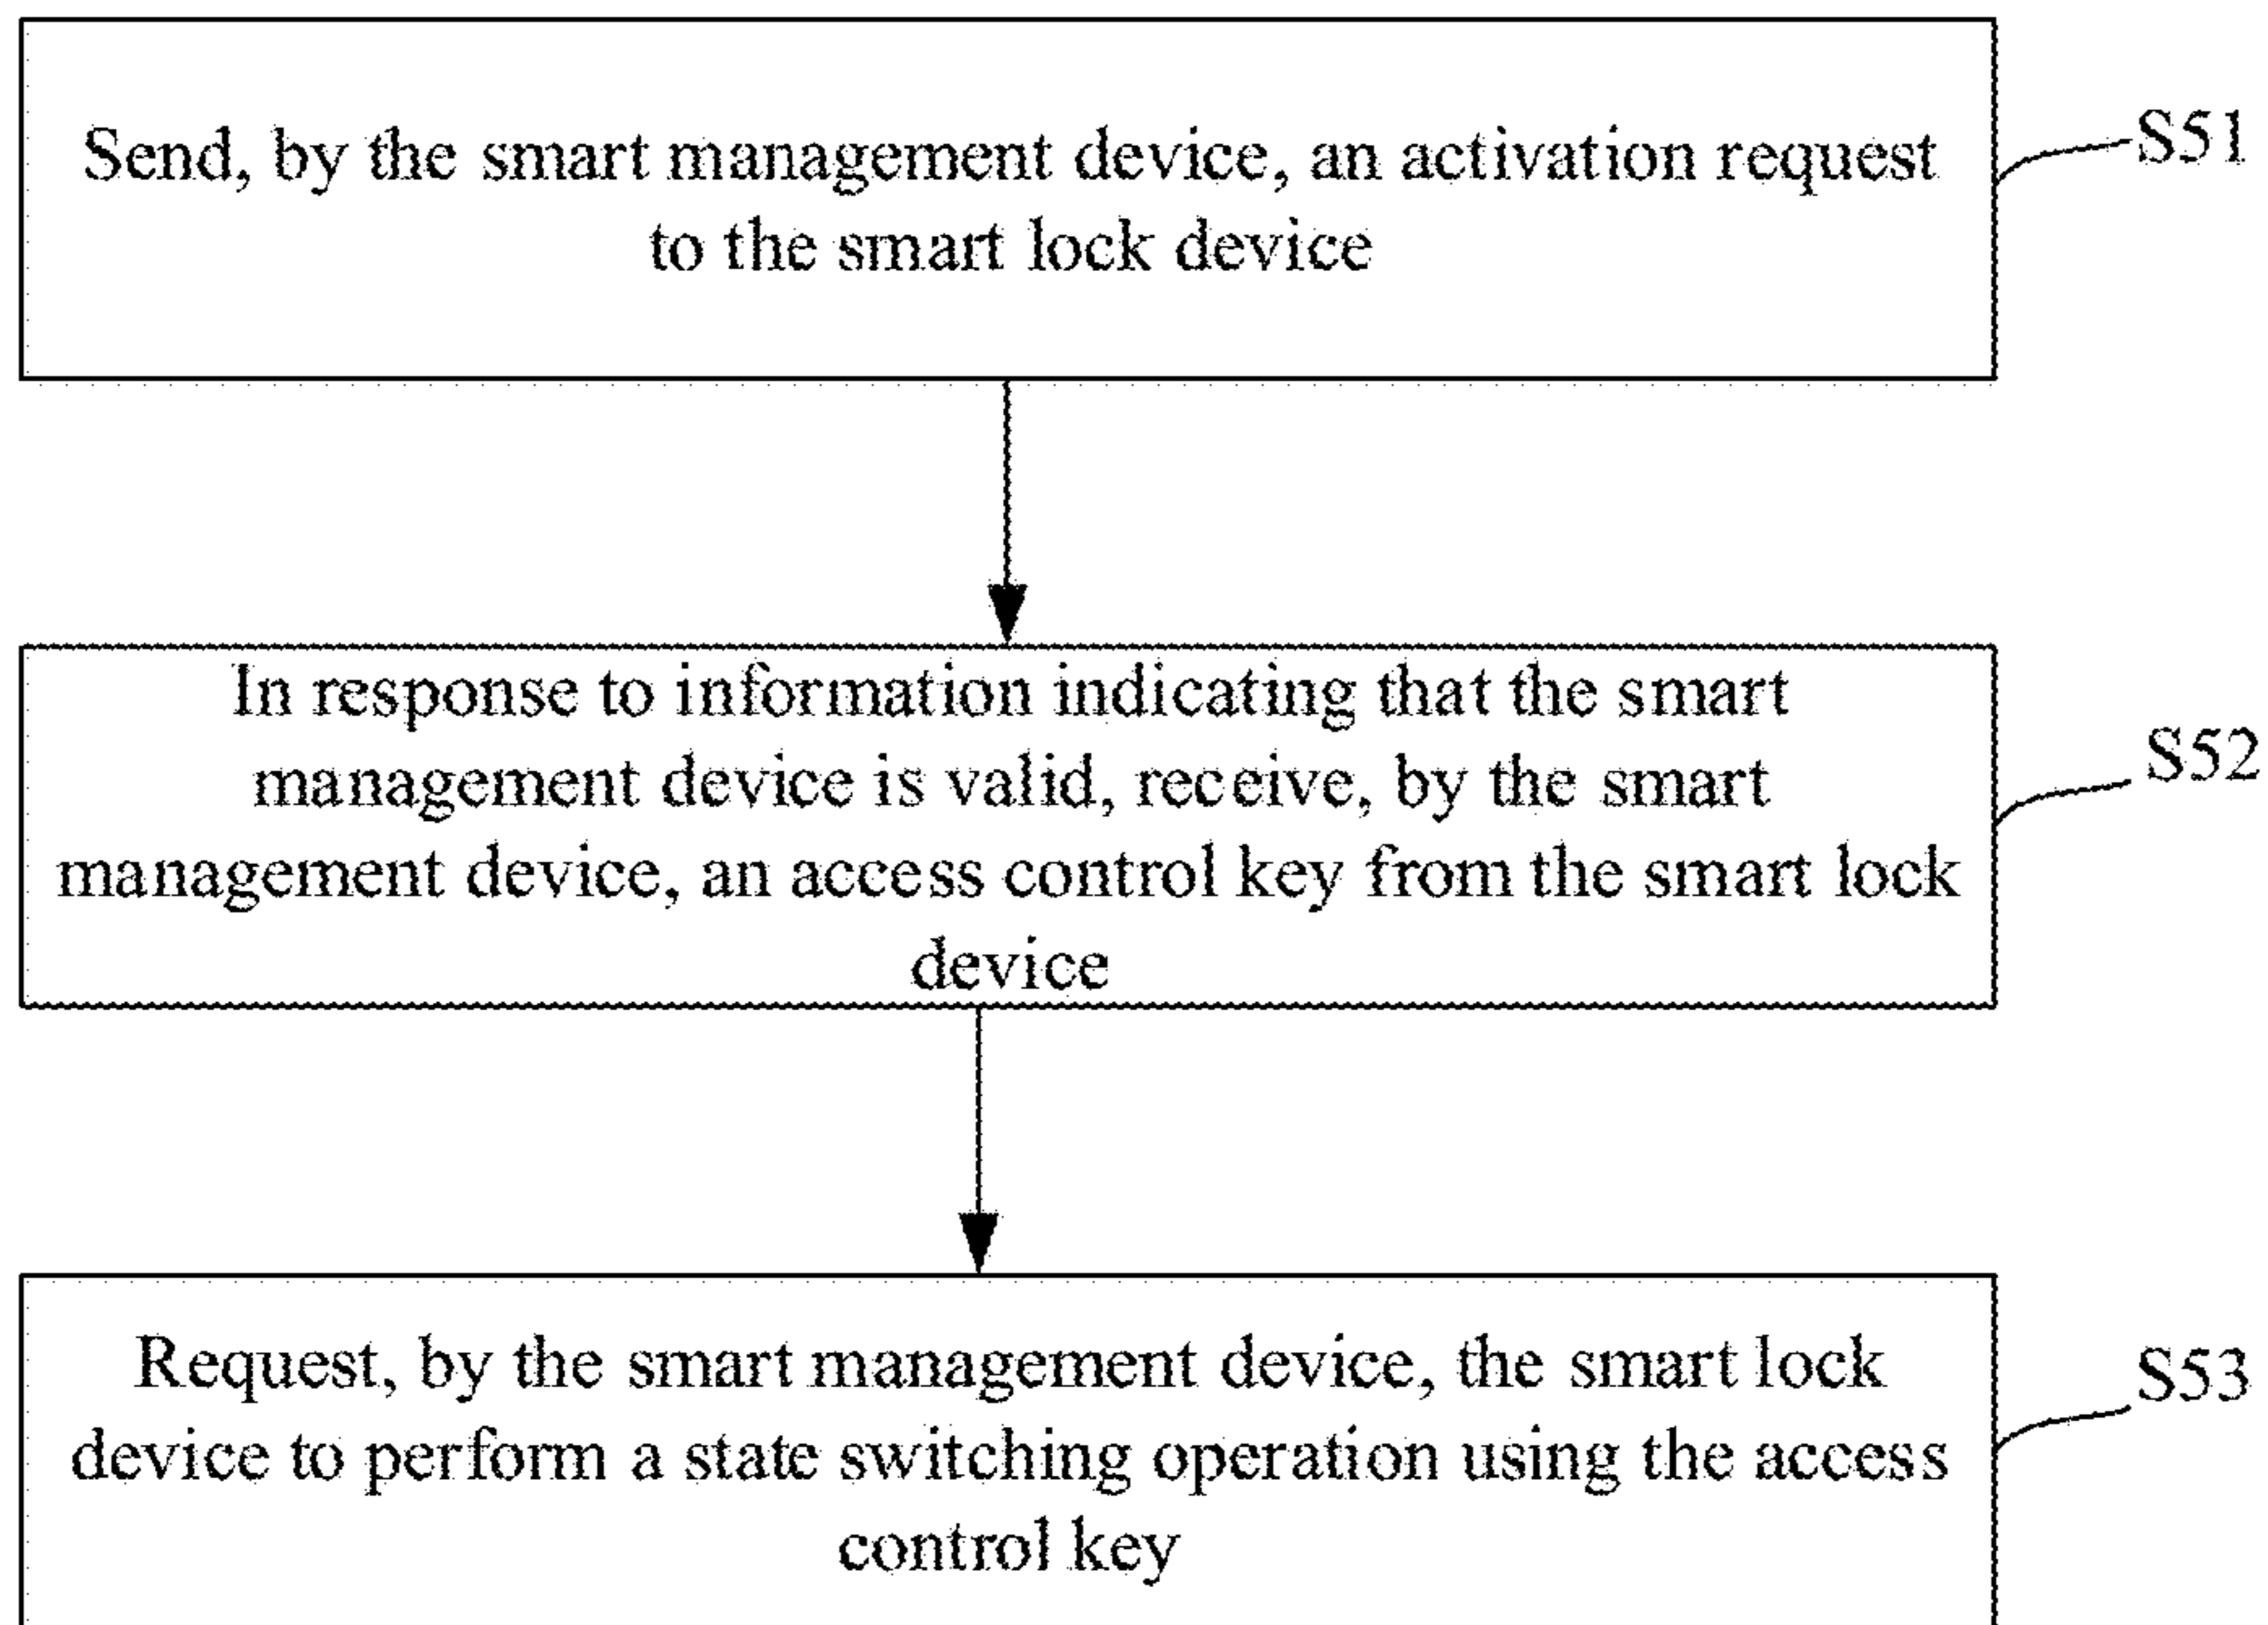 Send, by the smart management device, an activation request
to the smart lock device
S51
In response to information indicating that the smart
management device is valid, receive, by the smart
management device, an access control key from the smart lock
device
S52
Request, by the smart management device, the smart lock
device to perform a state switching operation using the access
control key
S53